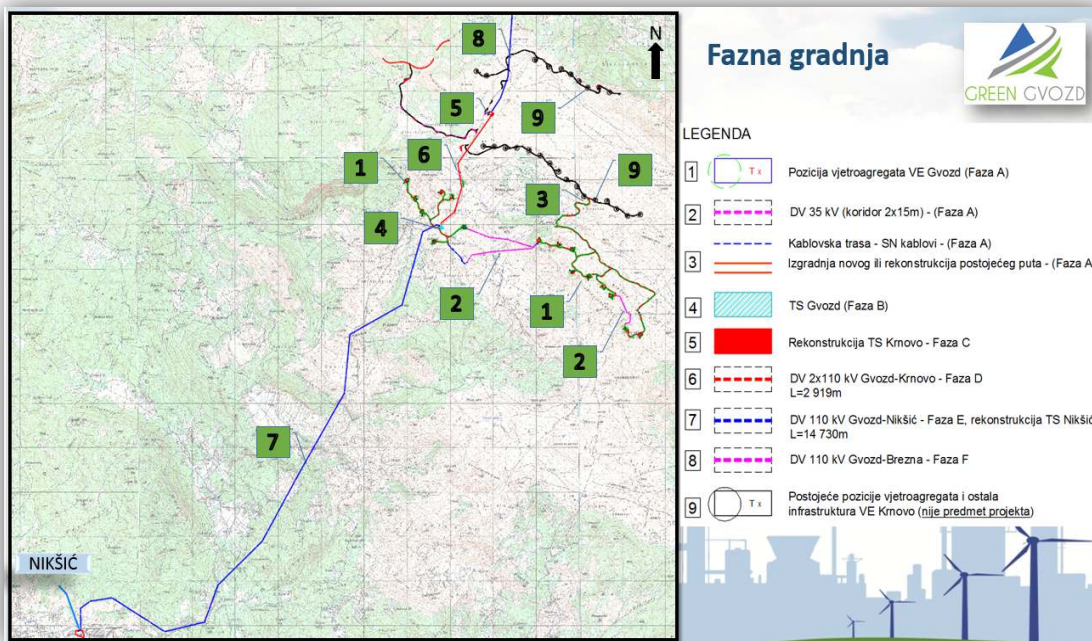 Fazna gradnja
GREEN GVOZD
N
8
5
9
1
6
9
3
4
2
1
2
7
NIKŠIĆ
LEGENDA
1 T x Pozicija vjetroagregata VE Gvozd (Faza A)
2 DV 35 kV (koridor 2x15m) - (Faza A)
Kablovska trasa - SN kablovi - (Faza A)
3 Izgradnja novog ili rekonstrukcija postojećeg puta - (Faza A
4 TS Gvozd (Faza B)
5 Rekonstrukcija TS Krnovo - Faza C
6 DV 2x110 kV Gvozd-Krnovo - Faza D
L=2 919m
7 DV 110 kV Gvozd-Nikšić - Faza E, rekonstrukcija TS Nikšić
L=14 730m
8 DV 110 kV Gvozd-Brezna - Faza F
9 T x Postojeće pozicije vjetroagregata i ostala
infrastruktura VE Krnovo (nije predmet projekta)